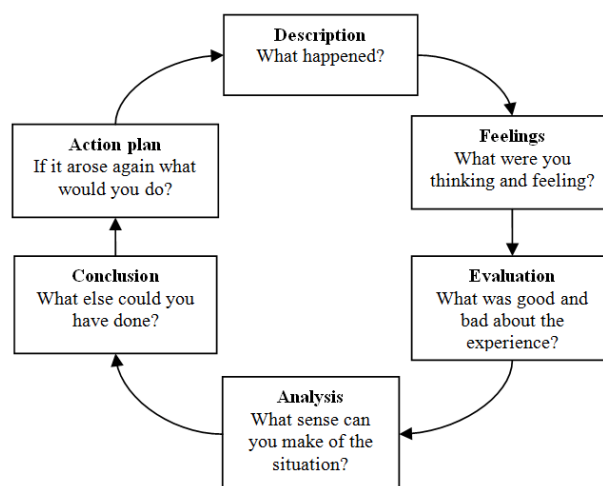 Description
What happened?
Feelings
What were you
thinking and feeling?
Evaluation
What was good and
bad about the
experience?
Analysis
What sense can
you make of the
situation?
Conclusion
What else could you
have done?
Action plan
If it arose again what
would you do?